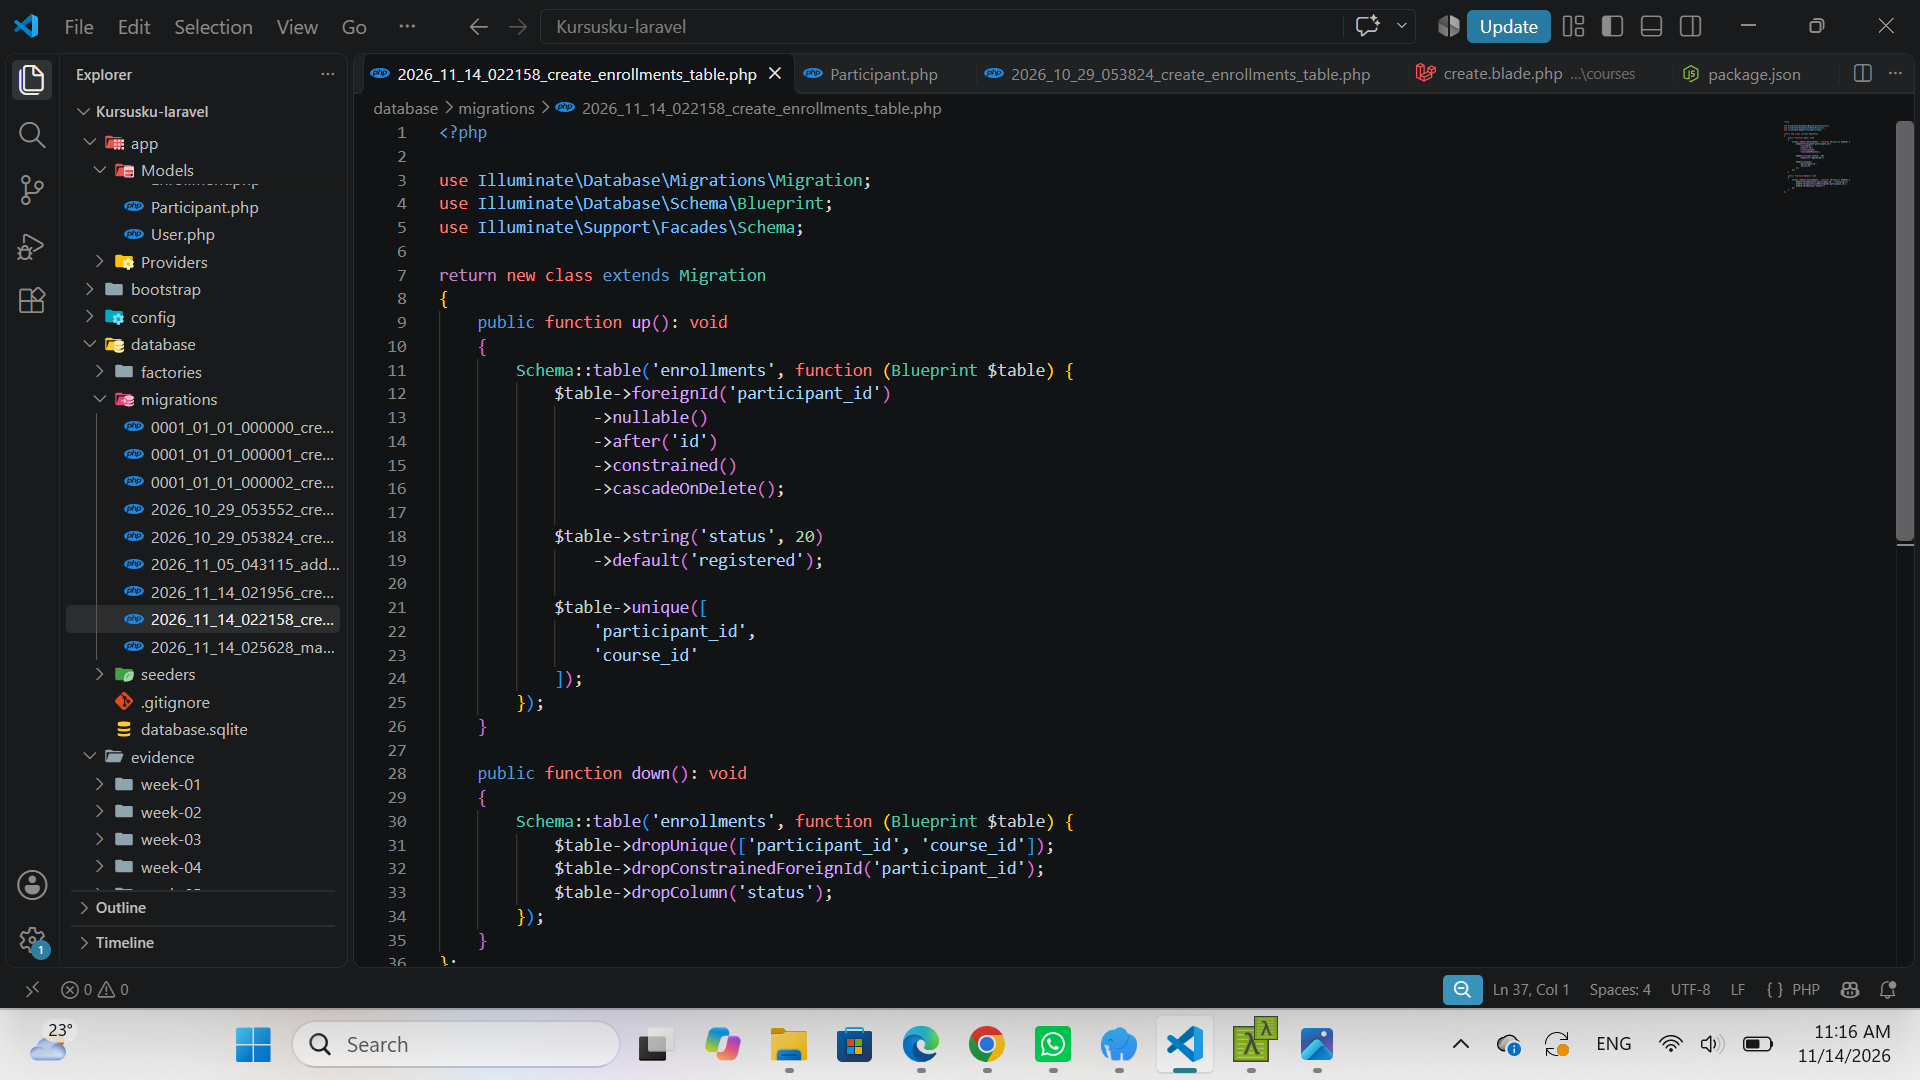 File Edit Selection View Go ··· Kursusku-laravel Update
Explorer ···
Kursusku-laravel
app
Models
Participant.php
User.php
Providers
bootstrap
config
database
factories
migrations
0001_01_01_000000_cre...
0001_01_01_000001_cre...
0001_01_01_000002_cre...
2026_10_29_053552_cre...
2026_10_29_053824_cre...
2026_11_05_043115_add...
2026_11_14_021956_cre...
2026_11_14_022158_cre...
2026_11_14_025628_ma...
seeders
.gitignore
database.sqlite
evidence
week-01
week-02
week-03
week-04
Outline
Timeline
2026_11_14_022158_create_enrollments_table.php Participant.php 2026_10_29_053824_create_enrollments_table.php create.blade.php ...\courses package.json
database > migrations > 2026_11_14_022158_create_enrollments_table.php
1 <?php
2
3 use Illuminate\Database\Migrations\Migration;
4 use Illuminate\Database\Schema\Blueprint;
5 use Illuminate\Support\Facades\Schema;
6
7 return new class extends Migration
8 {
9     public function up(): void
10     {
11         Schema::table('enrollments', function (Blueprint $table) {
12             $table->foreignId('participant_id')
13                 ->nullable()
14                 ->after('id')
15                 ->constrained()
16                 ->cascadeOnDelete();
17
18             $table->string('status', 20)
19                 ->default('registered');
20
21             $table->unique([
22                 'participant_id',
23                 'course_id'
24             ]);
25         });
26     }
27
28     public function down(): void
29     {
30         Schema::table('enrollments', function (Blueprint $table) {
31             $table->dropUnique(['participant_id', 'course_id']);
32             $table->dropConstrainedForeignId('participant_id');
33             $table->dropColumn('status');
34         });
35     }
36 };
1
0 0 Ln 37, Col 1 Spaces: 4 UTF-8 LF { } PHP
23° Search ENG 11:16 AM
11/14/2026